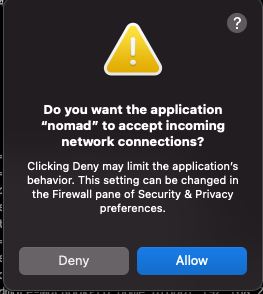 ?
Do you want the application
“nomad” to accept incoming
network connections?
Clicking Deny may limit the application's
behavior. This setting can be changed in
the Firewall pane of Security & Privacy
preferences.
Deny
Allow